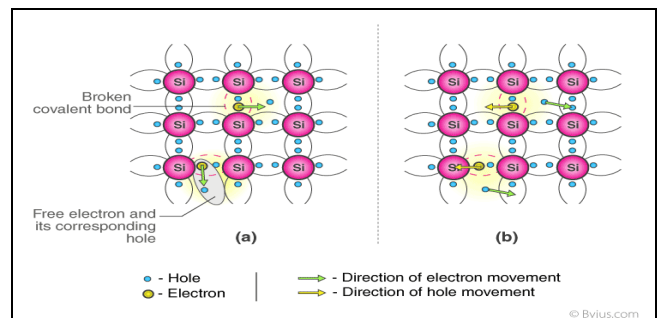 Si Si Si Si Si Si
Broken
covalent bond
Si Si Si Si Si Si
Si Si Si Si Si Si
Free electron and
its corresponding
hole
(a) (b)
- Hole
- Electron
- Direction of electron movement
- Direction of hole movement
© Bvius.com